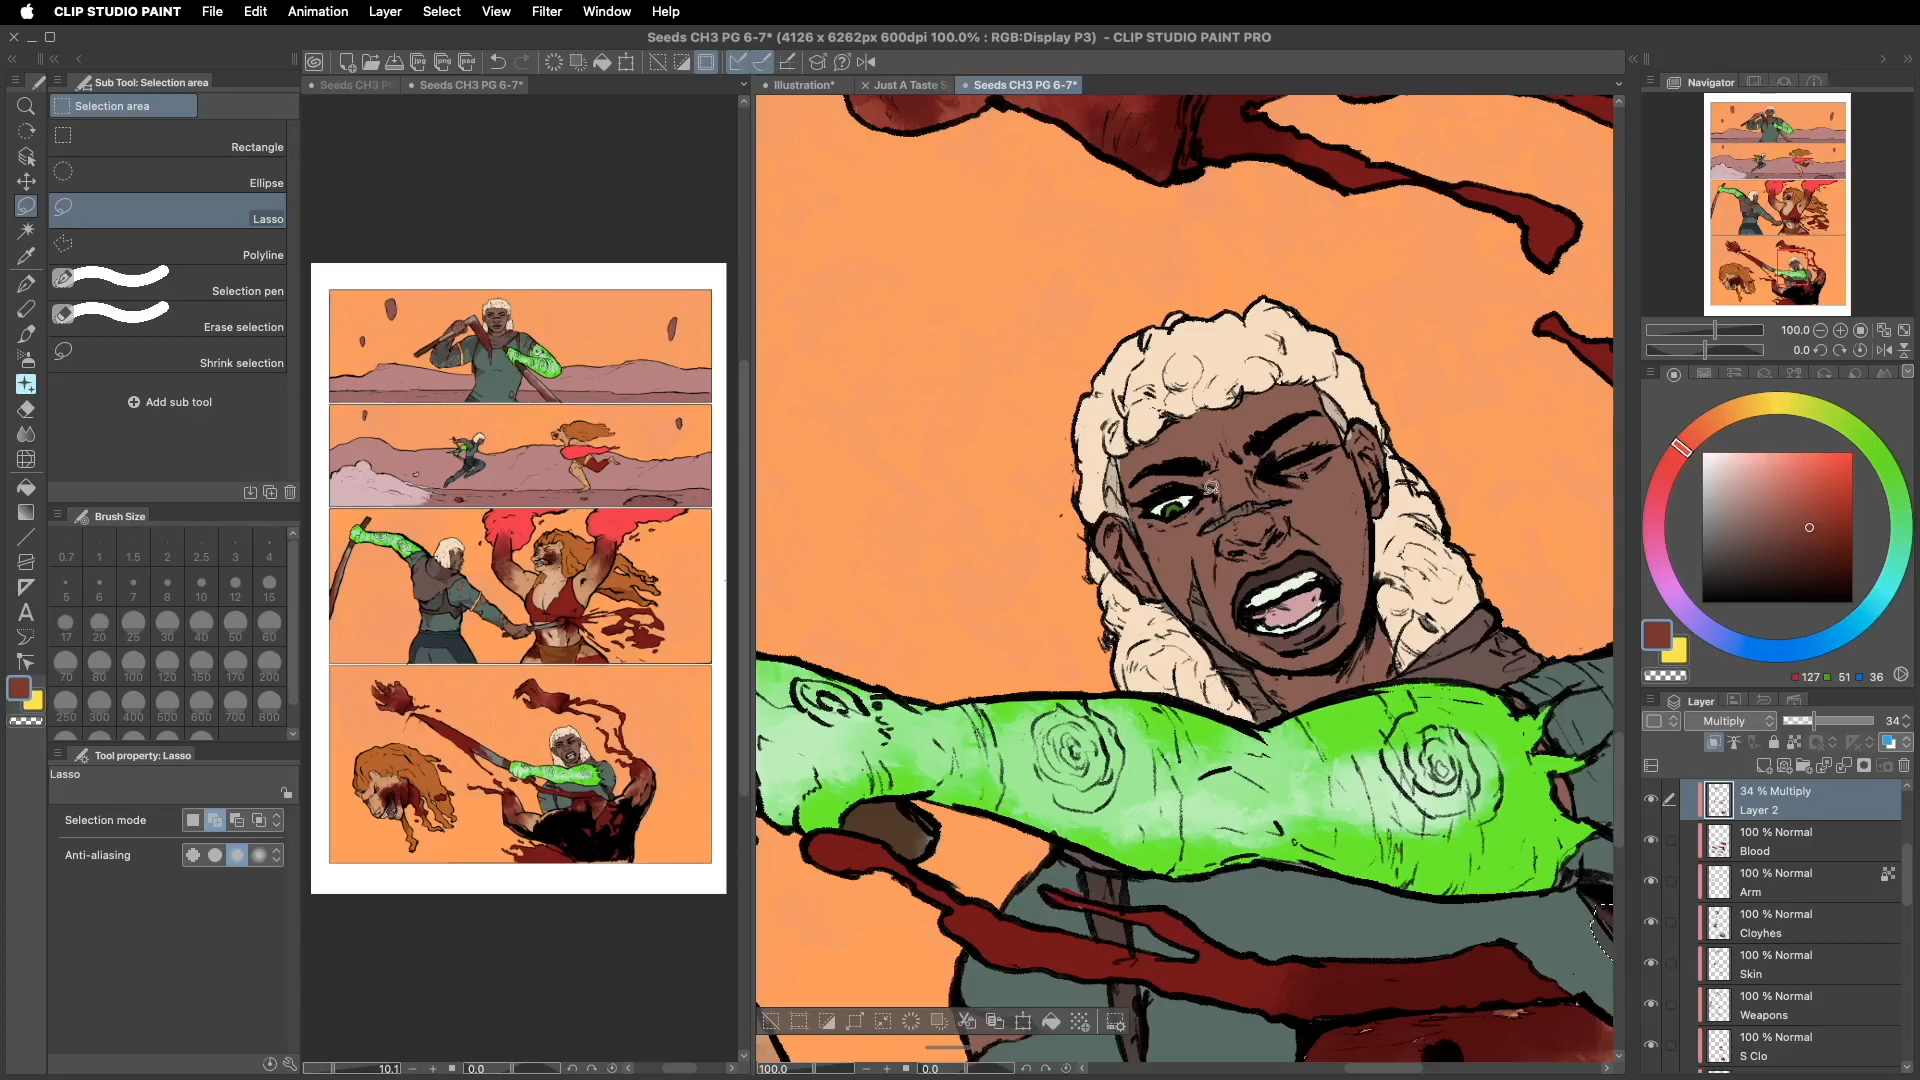 CLIP STUDIO PAINT File Edit Animation Layer Select View Filter Window Help
Seeds CH3 PG 6-7* (4126 x 6262px 600dpi 100.0% : RGB:Display P3) - CLIP STUDIO PAINT PRO
Sub Tool: Selection area
Seeds CH3 PG
Seeds CH3 PG 6-7*
Illustration*
Just A Taste S
Seeds CH3 PG 6-7*
Navigator
Selection area
Rectangle
Ellipse
Lasso
Polyline
Selection pen
Erase selection
Shrink selection
Add sub tool
Brush Size
0.7 1 1.5 2 2.5 3 4
5 6 7 8 10 12 15
17 20 25 30 40 50 60
70 80 100 120 150 170 200
250 300 400 500 600 700 800
Tool property: Lasso
Lasso
Selection mode
Anti-aliasing
10.1
0.0
100.0
0.0
100.0
0.0
127 51 36
Layer
Multiply
34
34 % Multiply
Layer 2
100 % Normal
Blood
100 % Normal
Arm
100 % Normal
Cloyhes
100 % Normal
Skin
100 % Normal
Weapons
100 % Normal
S Clo